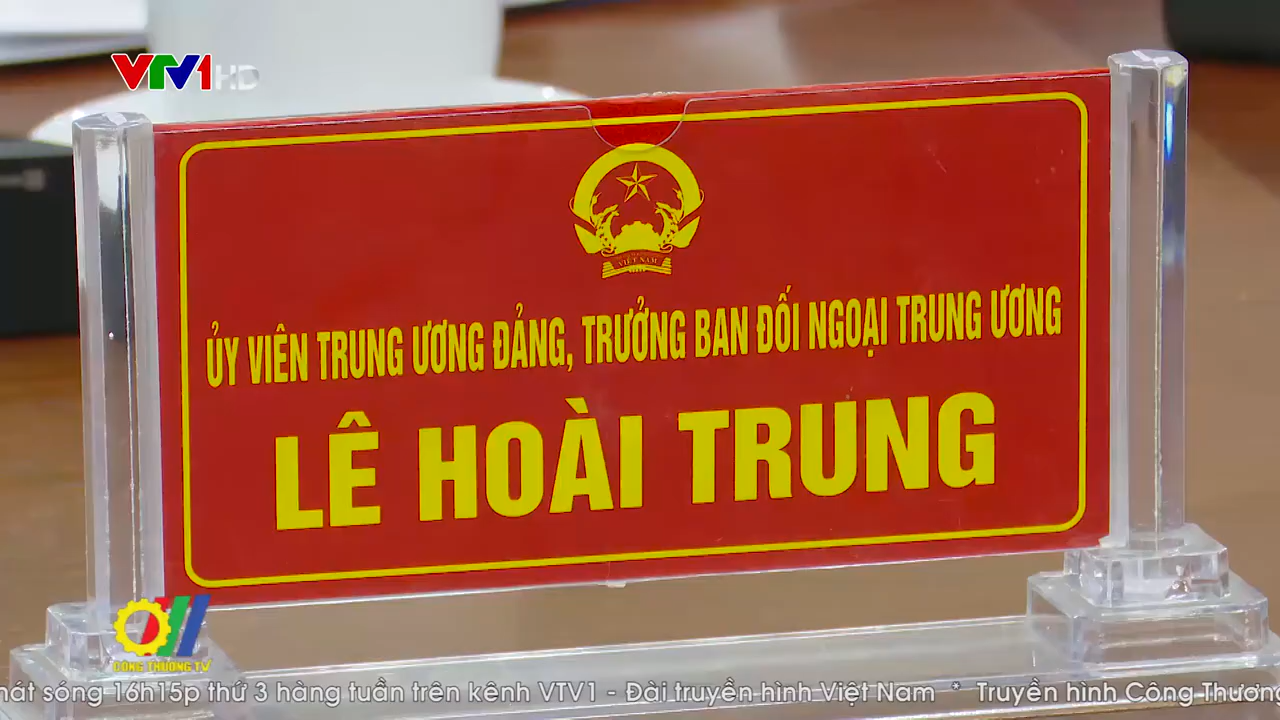 VTV1 HD
VIỆT NAM
ỦY VIÊN TRUNG ƯƠNG ĐẢNG, TRƯỞNG BAN ĐỐI NGOẠI TRUNG ƯƠNG
LÊ HOÀI TRUNG
CÔNG THƯƠNG TV
hát sóng 16h15p thứ 3 hàng tuần trên kênh VTV1 - Đài truyền hình Việt Nam * Truyền hình Công Thương